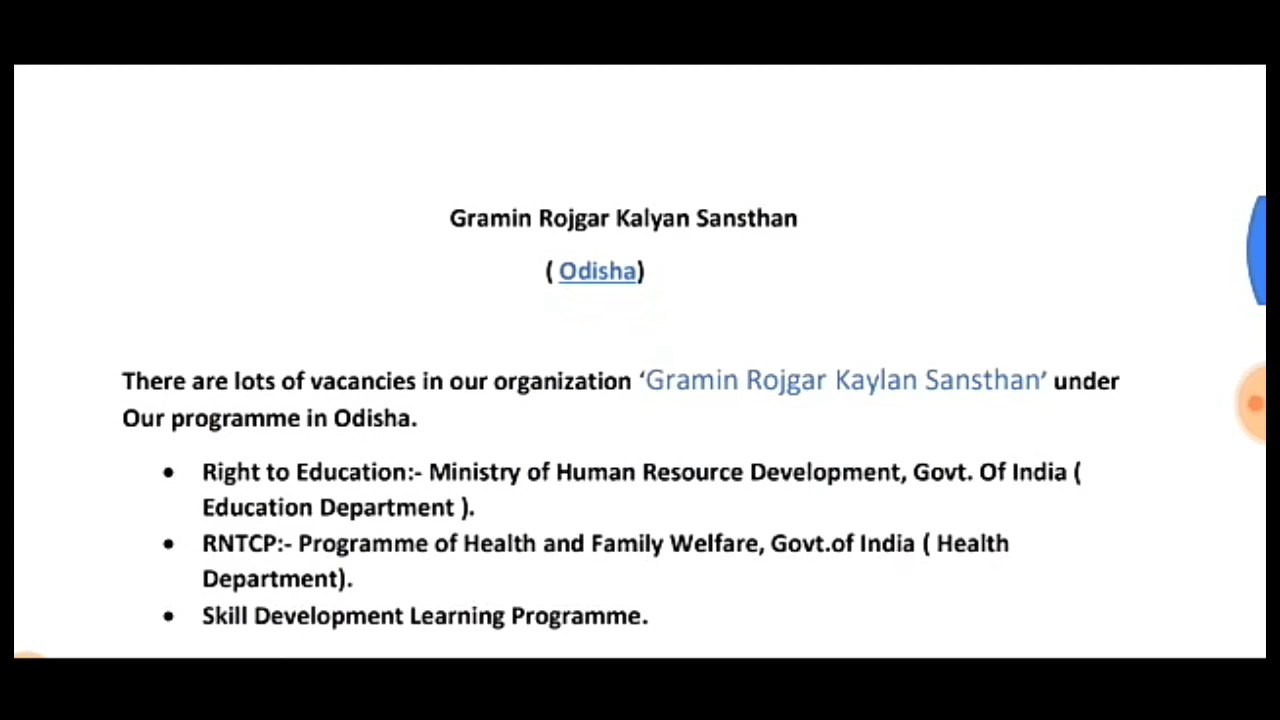 Gramin Rojgar Kalyan Sansthan
( Odisha)
There are lots of vacancies in our organization ‘Gramin Rojgar Kaylan Sansthan’ under
Our programme in Odisha.
• Right to Education:- Ministry of Human Resource Development, Govt. Of India (
Education Department ).
• RNTCP:- Programme of Health and Family Welfare, Govt.of India ( Health
Department).
• Skill Development Learning Programme.